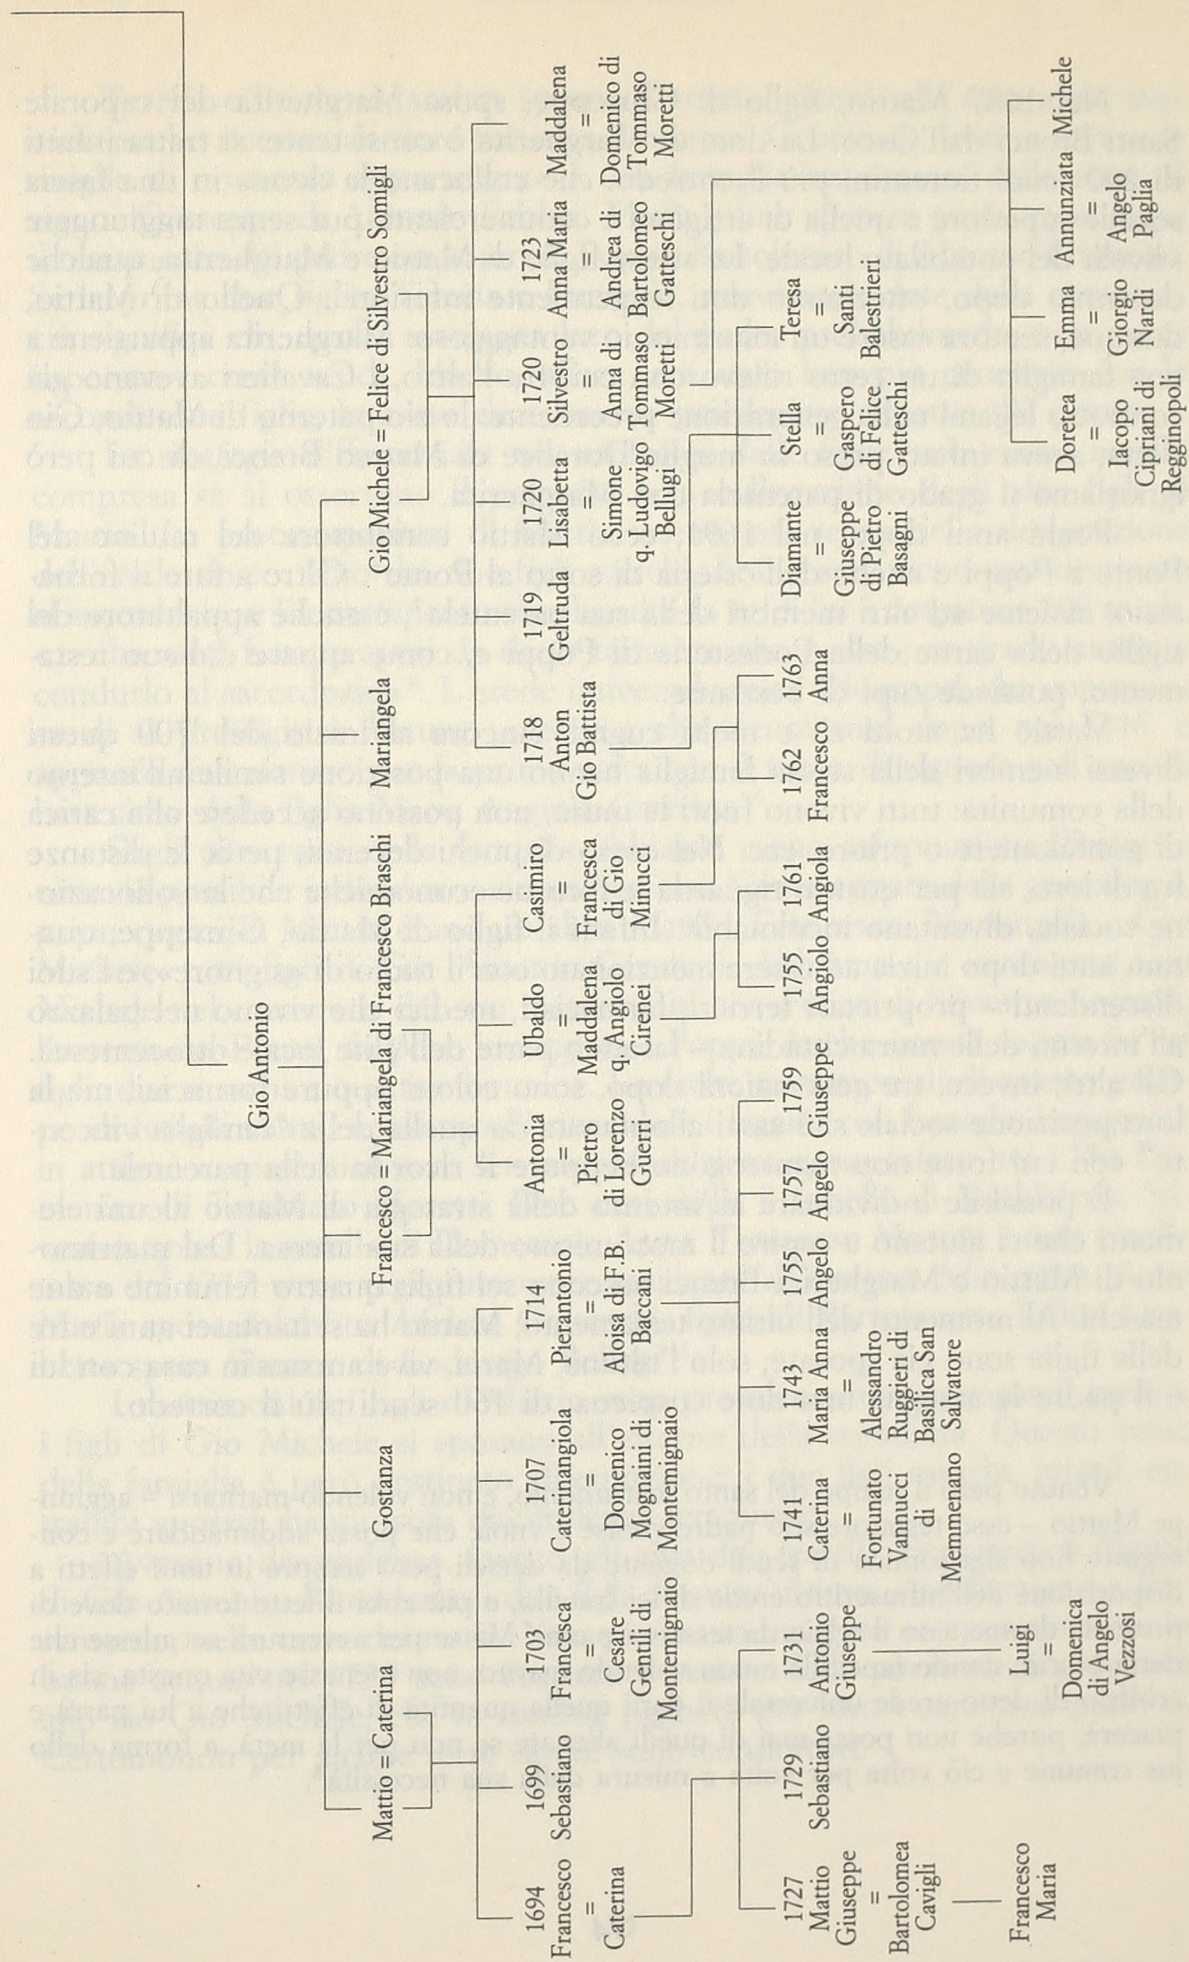 Gio Antonio
Mattio = Caterina Gostanza Francesco = Mariangela di Francesco Braschi Mariangela Gio Michele = Felice di Silvestro Somigli
1694 1699 1703 1707 1714 Antonia Ubaldo Casimiro 1718 1719 1720 1720 1723
Francesco Sebastiano Francesca Caterinangiola Pierantonio = = = Anton Geltruda Lisabetta Silvestro Anna Maria Maddalena
= = = = Pietro Maddalena Francesca Gio Battista = = = =
Caterina Cesare Domenico Aloisa di F.B. di Lorenzo q. Angiolo di Gio Simone Anna di Andrea di Domenico di
Gentili di Mognaini di Baccani Guerri Cirenei Minucci q. Ludovigo Tommaso Bartolomeo Tommaso
Montemignaio Montemignaio Bellugi Moretti Gatteschi Moretti
1727 1729 1731 1741 1743 1755 1757 1759 1755 1761 1762 1763 Diamante Stella Teresa
Mattio Sebastiano Antonio Caterina Maria Anna Angelo Angelo Giuseppe Angiolo Angiola Francesco Anna = = =
Giuseppe Giuseppe = = Giuseppe Gaspero Santi
= Fortunato Alessandro di Pietro di Felice Balestrieri
Bartolomea Vannucci Ruggieri di Basagni Gatteschi
Cavigli di Basilica San
Memmenano Salvatore
Francesco Luigi
Maria =
Domenica Doretea Emma Annunziata Michele
di Angelo = = =
Vezzosi Iacopo Giorgio Angelo
Cipriani di Nardi Paglia
Regginopoli